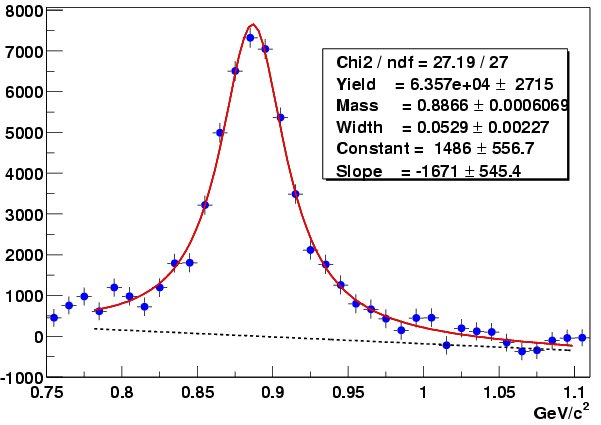 8000
7000
6000
5000
4000
3000
2000
1000
0
-1000
Chi2 / ndf = 27.19 / 27
Yield = 6.357e+04 ± 2715
Mass = 0.8866 ± 0.0006069
Width = 0.0529 ± 0.00227
Constant = 1486 ± 556.7
Slope = -1671 ± 545.4
0.75 0.8 0.85 0.9 0.95 1 1.05 1.1
GeV/c²